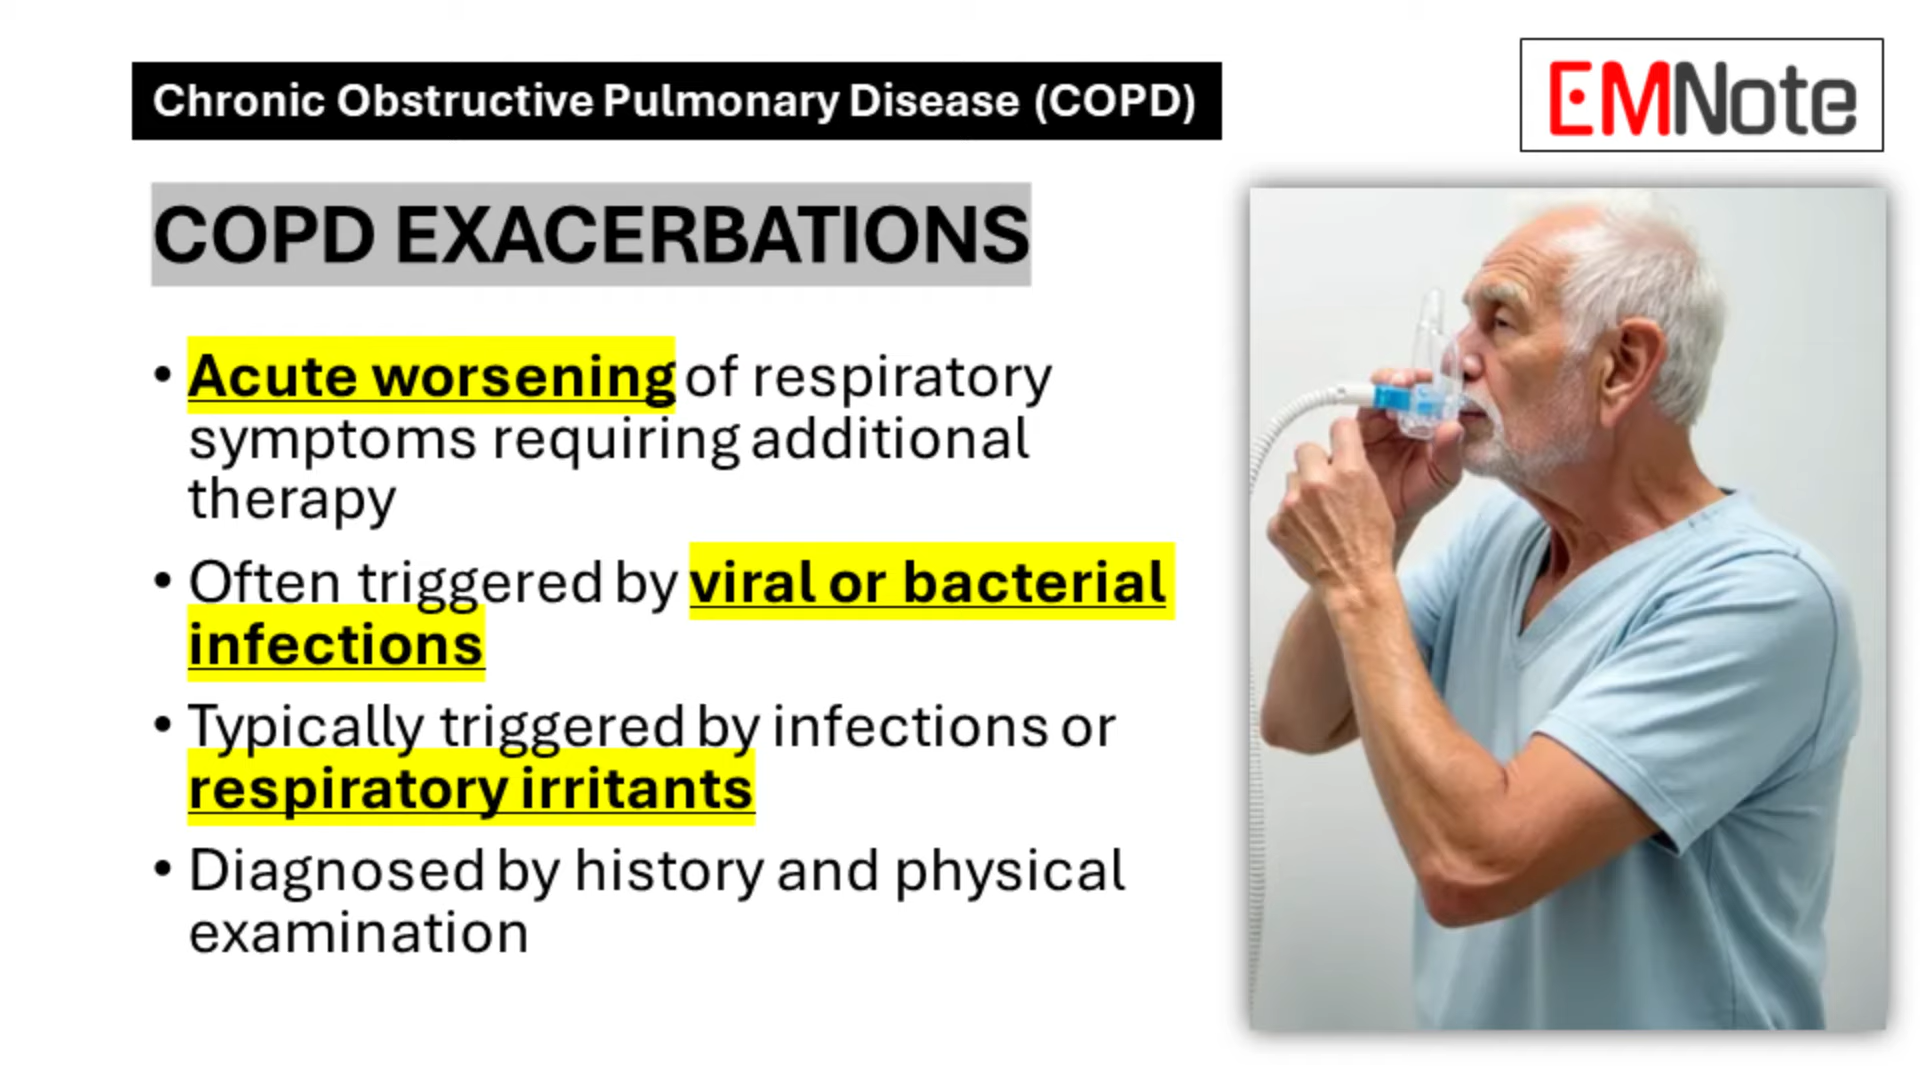 Chronic Obstructive Pulmonary Disease (COPD)
EMNote
COPD EXACERBATIONS
• Acute worsening of respiratory
symptoms requiring additional
therapy
• Often triggered by viral or bacterial
infections
• Typically triggered by infections or
respiratory irritants
• Diagnosed by history and physical
examination